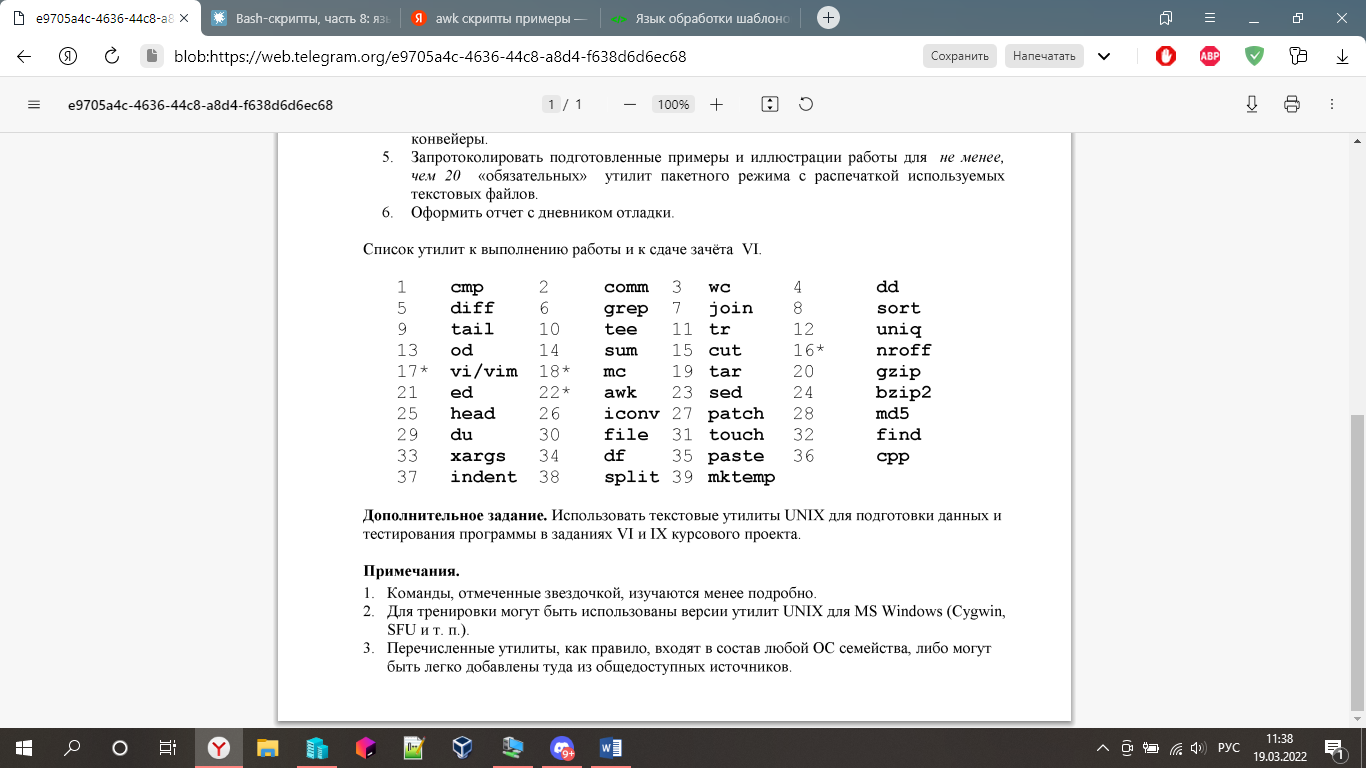 e9705a4c-4636-44c8-a8
Bash-скрипты, часть 8: яз
awk скрипты примеры —
Язык обработки шаблоно
blob:https://web.telegram.org/e9705a4c-4636-44c8-a8d4-f638d6d6ec68
Сохранить Напечатать
ABP
e9705a4c-4636-44c8-a8d4-f638d6d6ec68 1 / 1 100%
конвейеры.
5. Запротоколировать подготовленные примеры и иллюстрации работы для не менее,
чем 20 «обязательных» утилит пакетного режима с распечаткой используемых
текстовых файлов.
6. Оформить отчет с дневником отладки.
Список утилит к выполнению работы и к сдаче зачёта VI.
1 cmp 2 comm 3 wc 4 dd
5 diff 6 grep 7 join 8 sort
9 tail 10 tee 11 tr 12 uniq
13 od 14 sum 15 cut 16* nroff
17* vi/vim 18* mc 19 tar 20 gzip
21 ed 22* awk 23 sed 24 bzip2
25 head 26 iconv 27 patch 28 md5
29 du 30 file 31 touch 32 find
33 xargs 34 df 35 paste 36 cpp
37 indent 38 split 39 mktemp
Дополнительное задание. Использовать текстовые утилиты UNIX для подготовки данных и
тестирования программы в заданиях VI и IX курсового проекта.
Примечания.
1. Команды, отмеченные звездочкой, изучаются менее подробно.
2. Для тренировки могут быть использованы версии утилит UNIX для MS Windows (Cygwin,
SFU и т. п.).
3. Перечисленные утилиты, как правило, входят в состав любой ОС семейства, либо могут
быть легко добавлены туда из общедоступных источников.
9+
РУС
11:38
19.03.2022
1